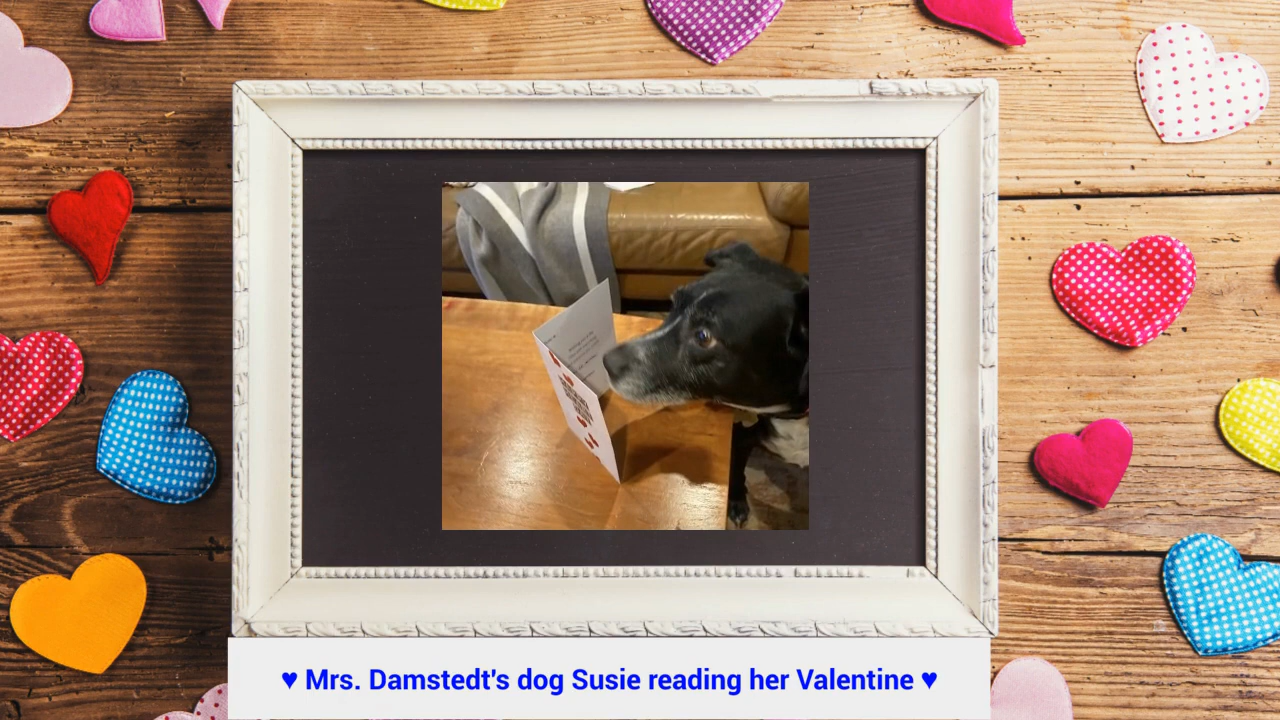 ♥ Mrs. Damstedt's dog Susie reading her Valentine ♥